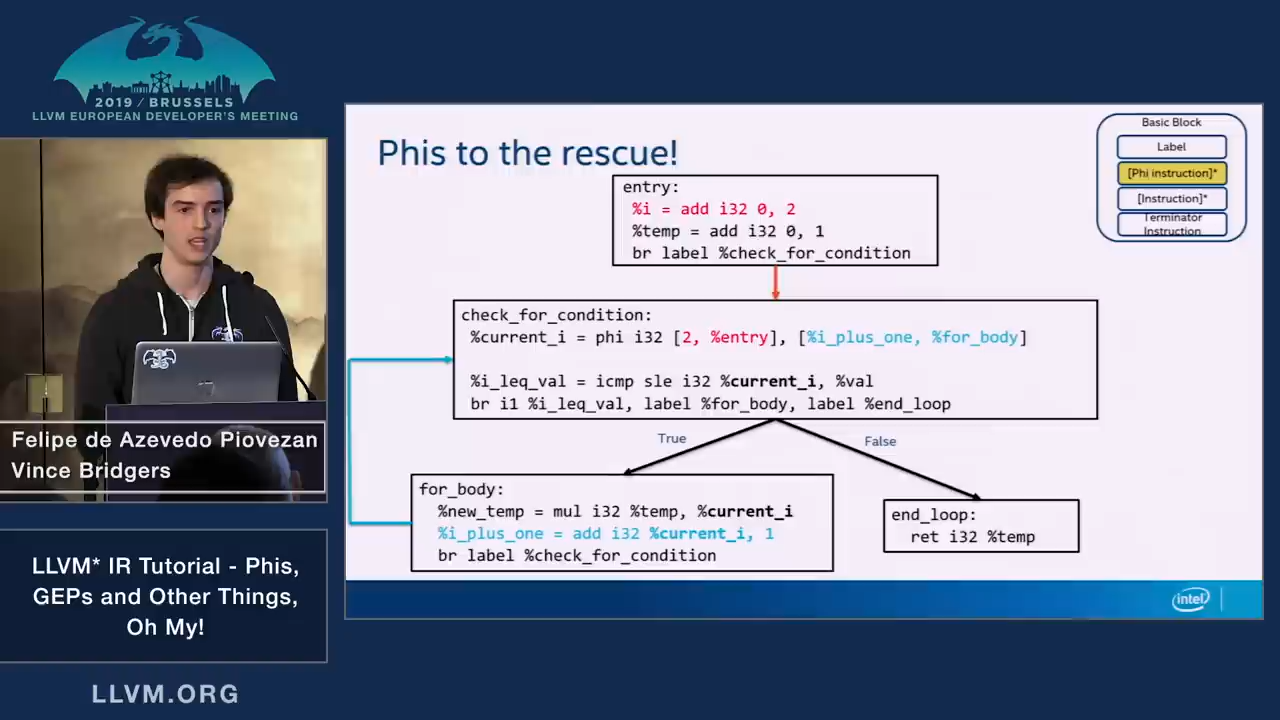 2019 / BRUSSELS
LLVM EUROPEAN DEVELOPER'S MEETING
Felipe de Azevedo Piovezan
Vince Bridgers
LLVM* IR Tutorial - Phis,
GEPs and Other Things,
Oh My!
LLVM.ORG
Phis to the rescue!
Basic Block
Label
[Phi instruction]*
[Instruction]*
Terminator
Instruction
entry:
%i = add i32 0, 2
%temp = add i32 0, 1
br label %check_for_condition
check_for_condition:
%current_i = phi i32 [2, %entry], [%i_plus_one, %for_body]
%i_leq_val = icmp sle i32 %current_i, %val
br i1 %i_leq_val, label %for_body, label %end_loop
True
False
for_body:
%new_temp = mul i32 %temp, %current_i
%i_plus_one = add i32 %current_i, 1
br label %check_for_condition
end_loop:
ret i32 %temp
intel